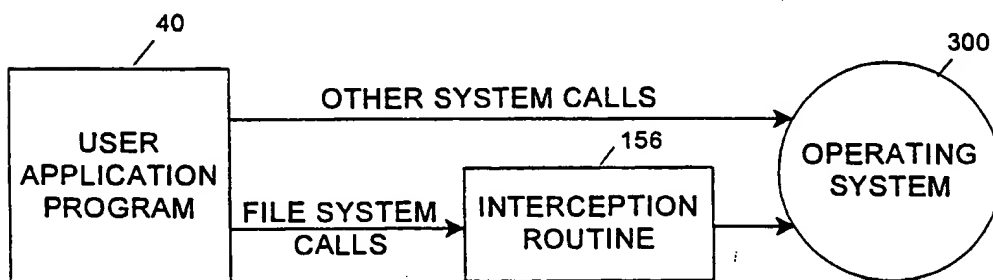 40
300
OTHER SYSTEM CALLS
156
USER
APPLICATION
PROGRAM
OPERATING
SYSTEM
FILE SYSTEM
CALLS
INTERCEPTION
ROUTINE